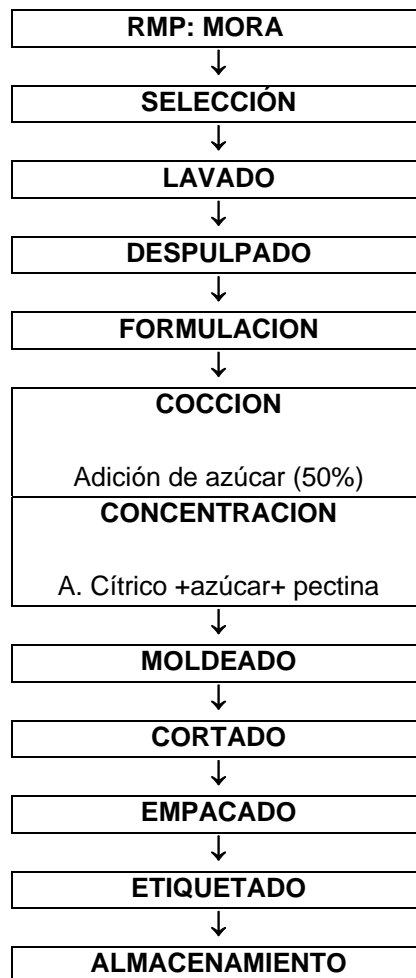 RMP: MORA
SELECCIÓN
LAVADO
DESPULPADO
FORMULACION
COCCION
Adición de azúcar (50%)
CONCENTRACION
A. Cítrico +azúcar+ pectina
MOLDEADO
CORTADO
EMPACADO
ETIQUETADO
ALMACENAMIENTO